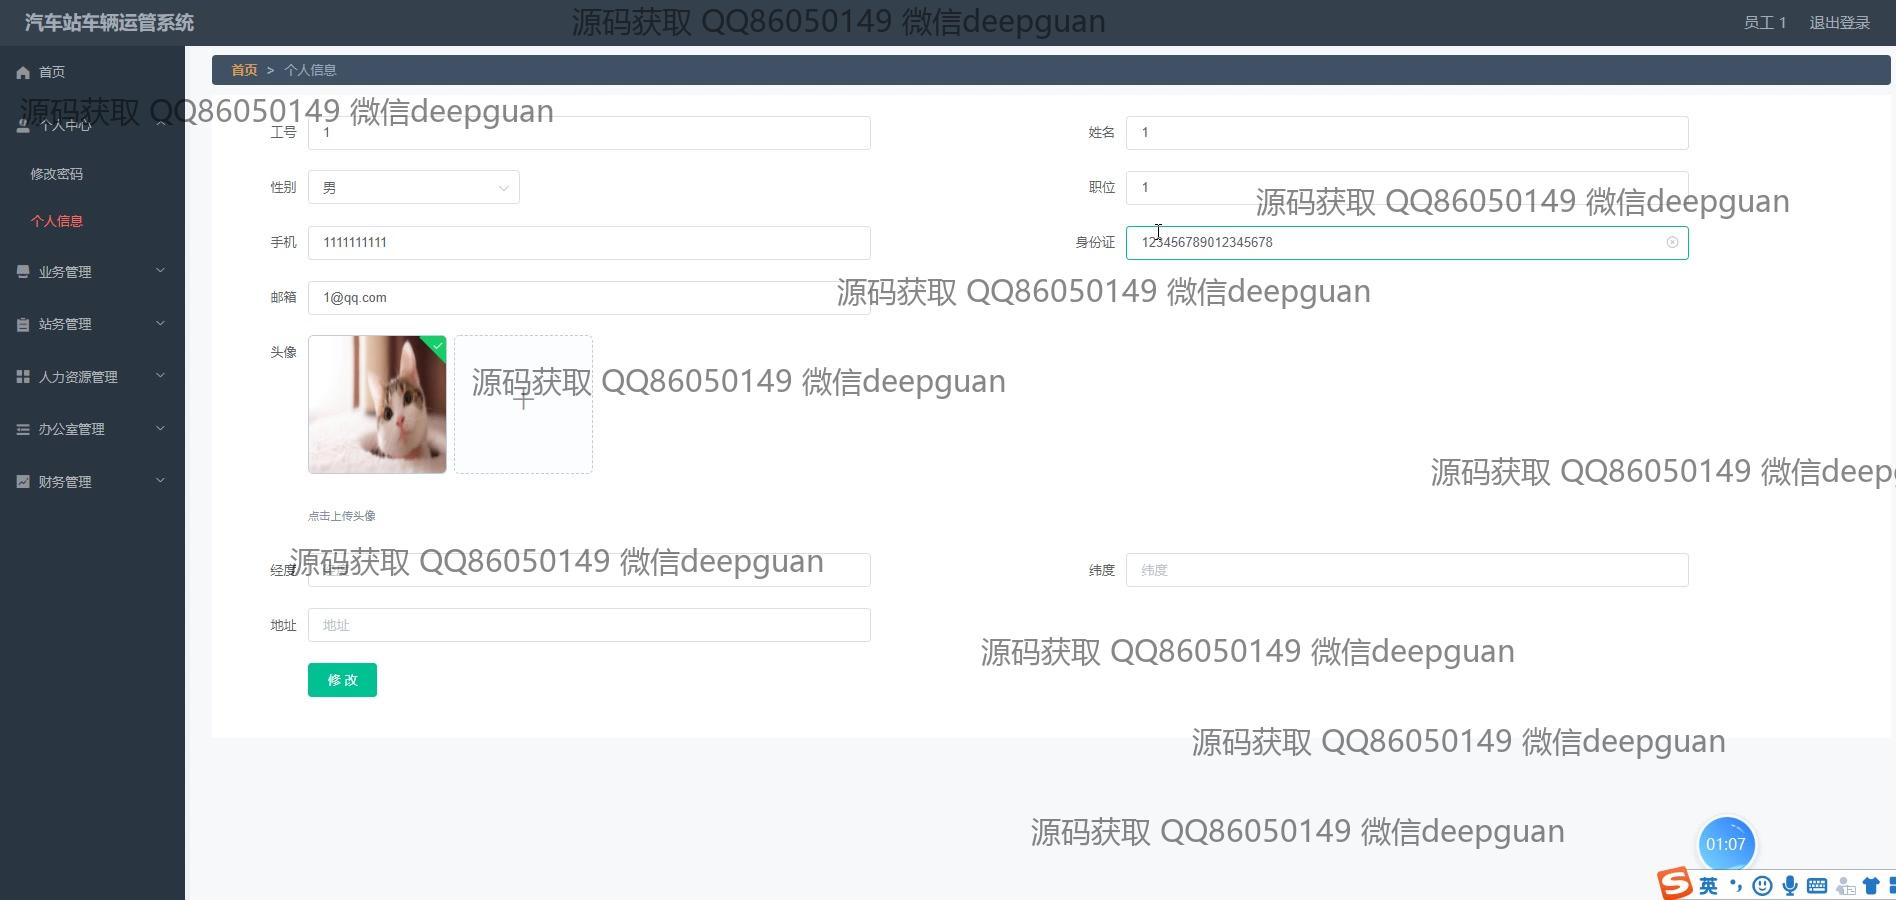 汽车站车辆运管系统
源码获取 QQ86050149 微信deepguan
员工 1
退出登录
首页
首页 > 个人信息
源码获取 QQ86050149 微信deepguan
个人中心
工号
1
姓名
1
修改密码
性别
男
职位
1
源码获取 QQ86050149 微信deepguan
个人信息
手机
1111111111
身份证
123456789012345678
业务管理
邮箱
1@qq.com
源码获取 QQ86050149 微信deepguan
站务管理
头像
人力资源管理
源码获取 QQ86050149 微信deepguan
办公室管理
财务管理
源码获取 QQ86050149 微信deep
点击上传头像
源码获取 QQ86050149 微信deepguan
经度
纬度
纬度
地址
地址
源码获取 QQ86050149 微信deepguan
修改
源码获取 QQ86050149 微信deepguan
源码获取 QQ86050149 微信deepguan
01:07
英